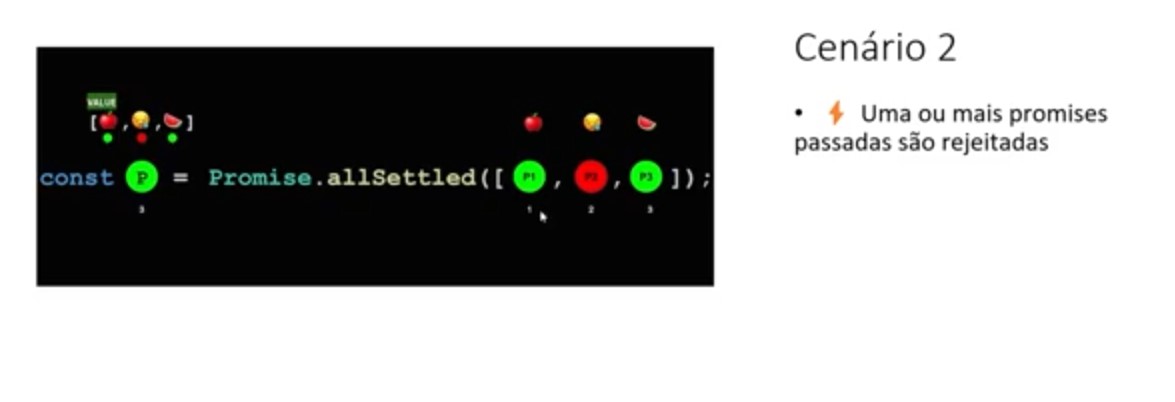 VALUE
[🍎,😪,🍉]
🍎 😪 🍉
const P = Promise.allSettled([ P1 , P2 , P3 ]);
3 1 2 3
Cenário 2
• ⚡ Uma ou mais promises
passadas são rejeitadas